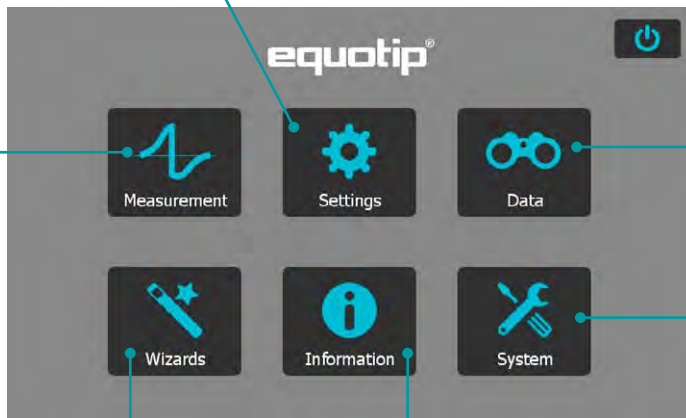 equotip®
Measurement
Settings
Data
Wizards
Information
System